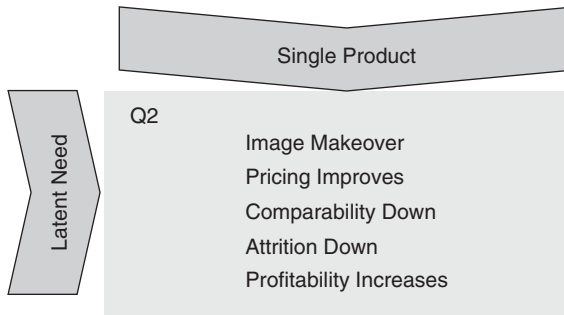 Single Product
Latent Need
Q2
Image Makeover
Pricing Improves
Comparability Down
Attrition Down
Profitability Increases